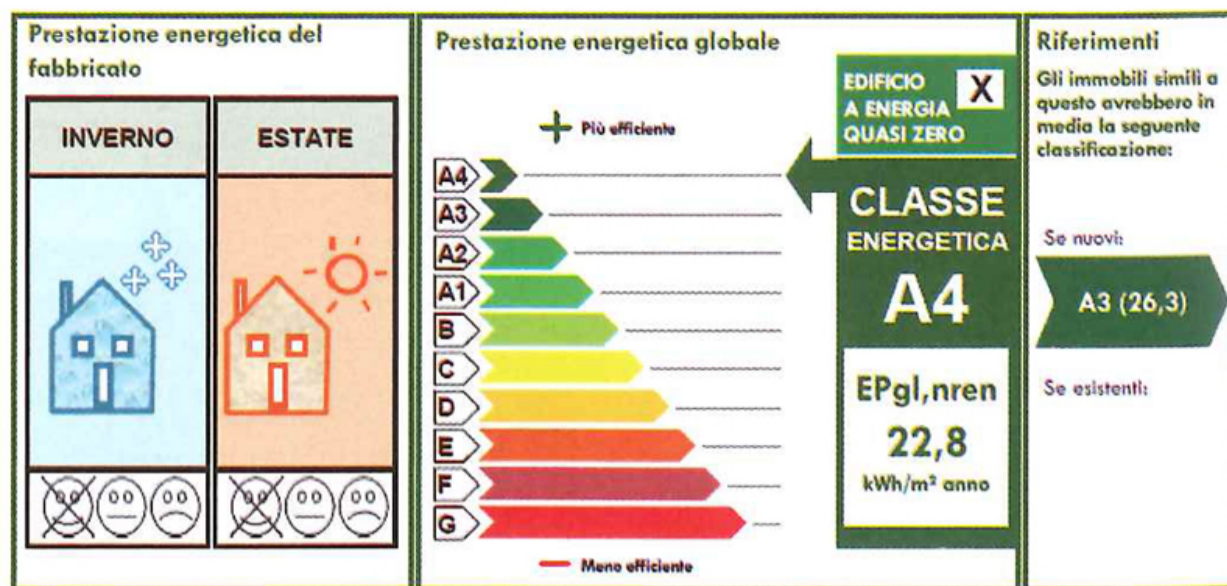 Prestazione energetica del
fabbricato
INVERNO
ESTATE
Prestazione energetica globale
Più efficiente
A4
A3
A2
A1
B
C
D
E
F
G
Meno efficiente
EDIFICIO
A ENERGIA
QUASI ZERO
X
CLASSE
ENERGETICA
A4
EPgl,nren
22,8
kWh/m² anno
Riferimenti
Gli immobili simili a
questo avrebbero in
media la seguente
classificazione:
Se nuovi:
A3 (26,3)
Se esistenti: